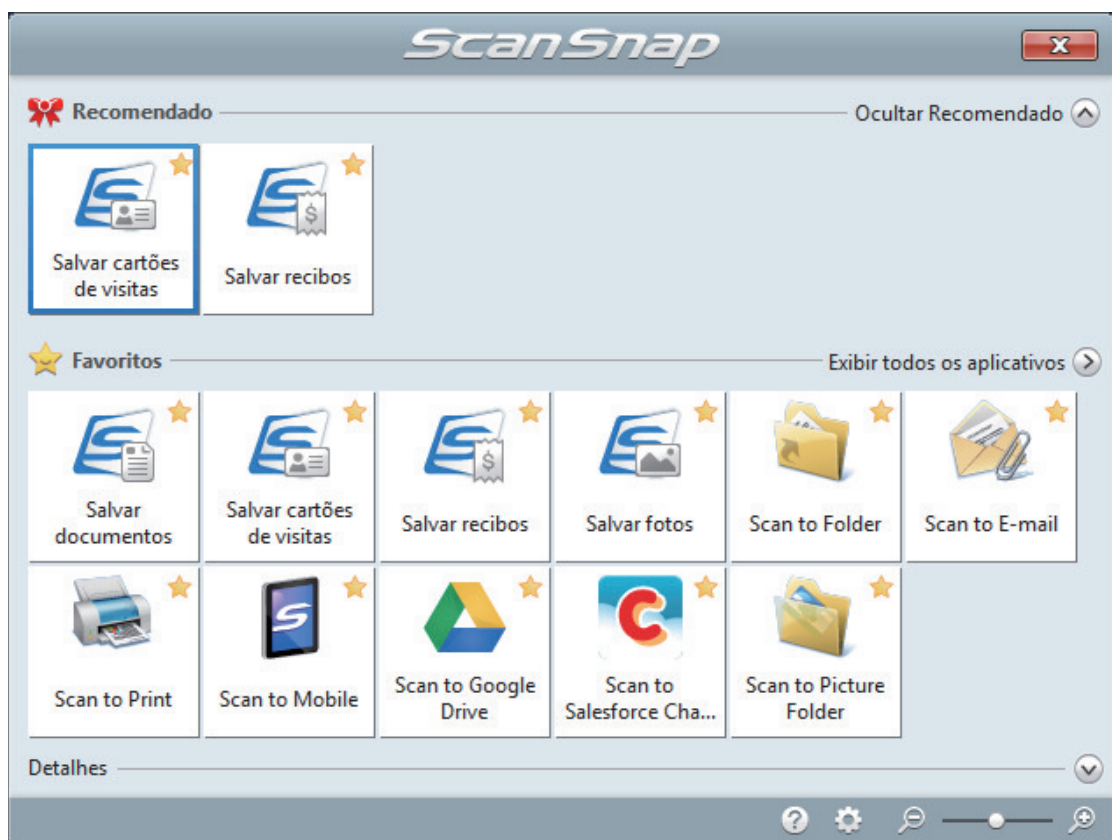 ScanSnap
Recomendado
Ocultar Recomendado
Salvar cartões
de visitas
Salvar recibos
Favoritos
Exibir todos os aplicativos
Salvar
documentos
Salvar cartões
de visitas
Salvar recibos
Salvar fotos
Scan to Folder
Scan to E-mail
Scan to Print
Scan to Mobile
Scan to Google
Drive
Scan to
Salesforce Cha...
Scan to Picture
Folder
Detalhes